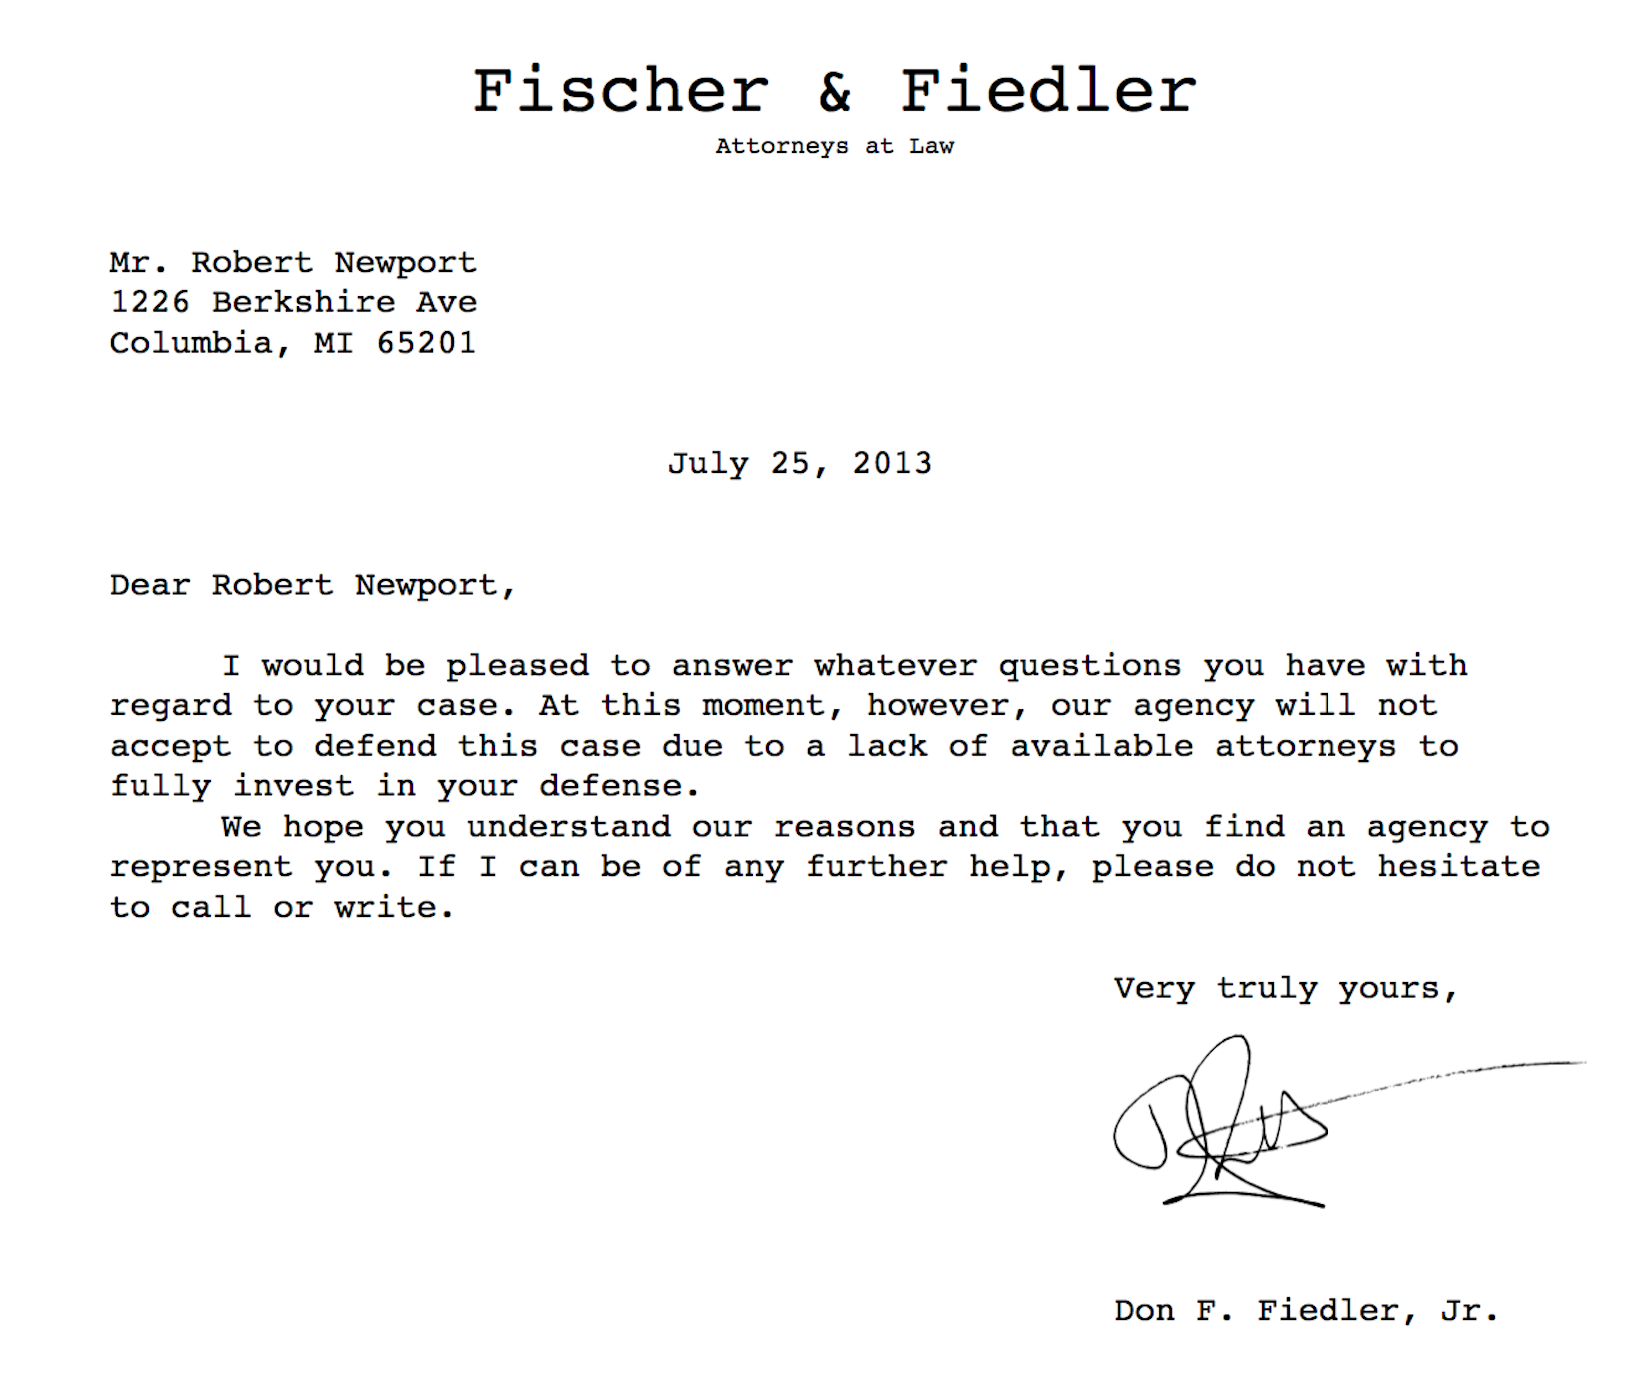 Fischer & Fiedler
Attorneys at Law
Mr. Robert Newport
1226 Berkshire Ave
Columbia, MI 65201
July 25, 2013
Dear Robert Newport,
I would be pleased to answer whatever questions you have with
regard to your case. At this moment, however, our agency will not
accept to defend this case due to a lack of available attorneys to
fully invest in your defense.
We hope you understand our reasons and that you find an agency to
represent you. If I can be of any further help, please do not hesitate
to call or write.
Very truly yours,
Don F. Fiedler, Jr.